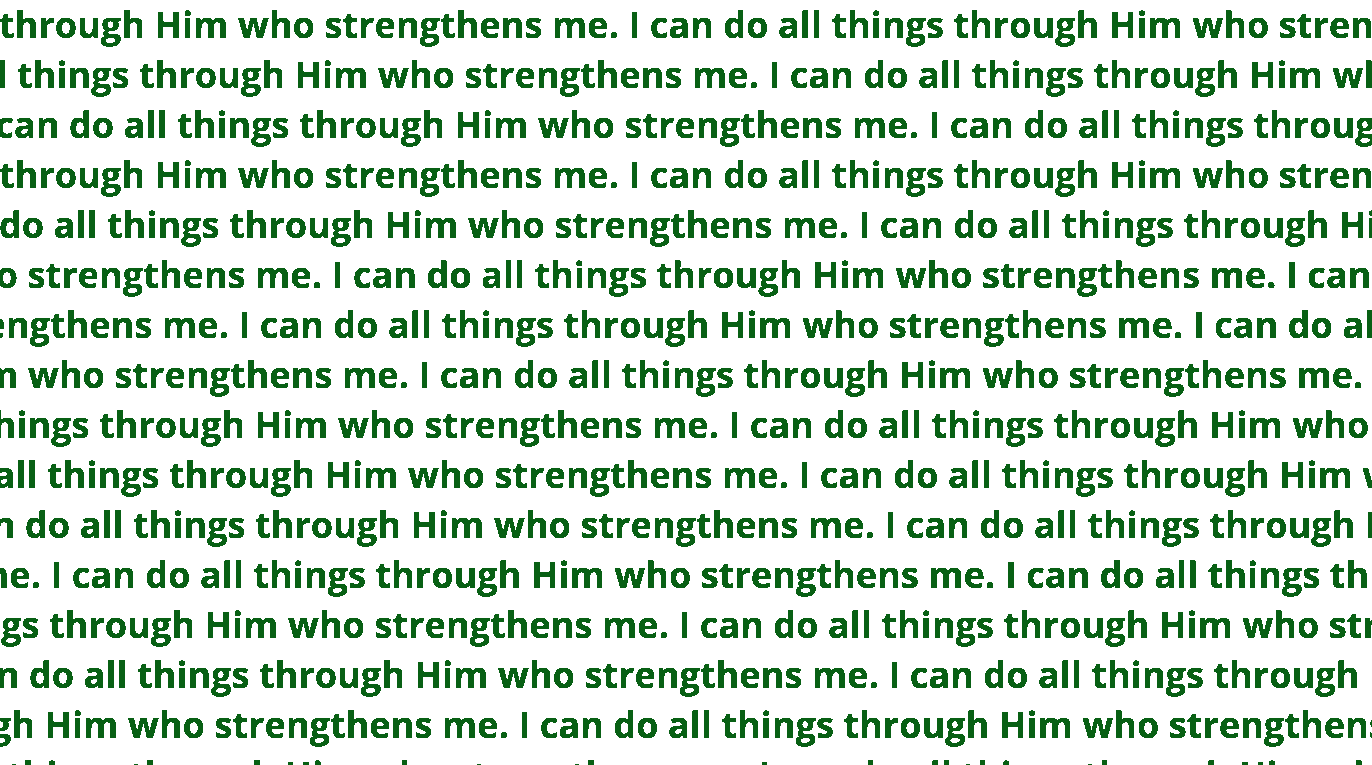 through Him who strengthens me. I can do all things through Him who stren
l things through Him who strengthens me. I can do all things through Him wh
can do all things through Him who strengthens me. I can do all things throug
through Him who strengthens me. I can do all things through Him who stren
do all things through Him who strengthens me. I can do all things through Hi
o strengthens me. I can do all things through Him who strengthens me. I can
engthens me. I can do all things through Him who strengthens me. I can do al
m who strengthens me. I can do all things through Him who strengthens me.
hings through Him who strengthens me. I can do all things through Him who
all things through Him who strengthens me. I can do all things through Him w
n do all things through Him who strengthens me. I can do all things through H
me. I can do all things through Him who strengthens me. I can do all things th
gs through Him who strengthens me. I can do all things through Him who str
n do all things through Him who strengthens me. I can do all things through
gh Him who strengthens me. I can do all things through Him who strengthens